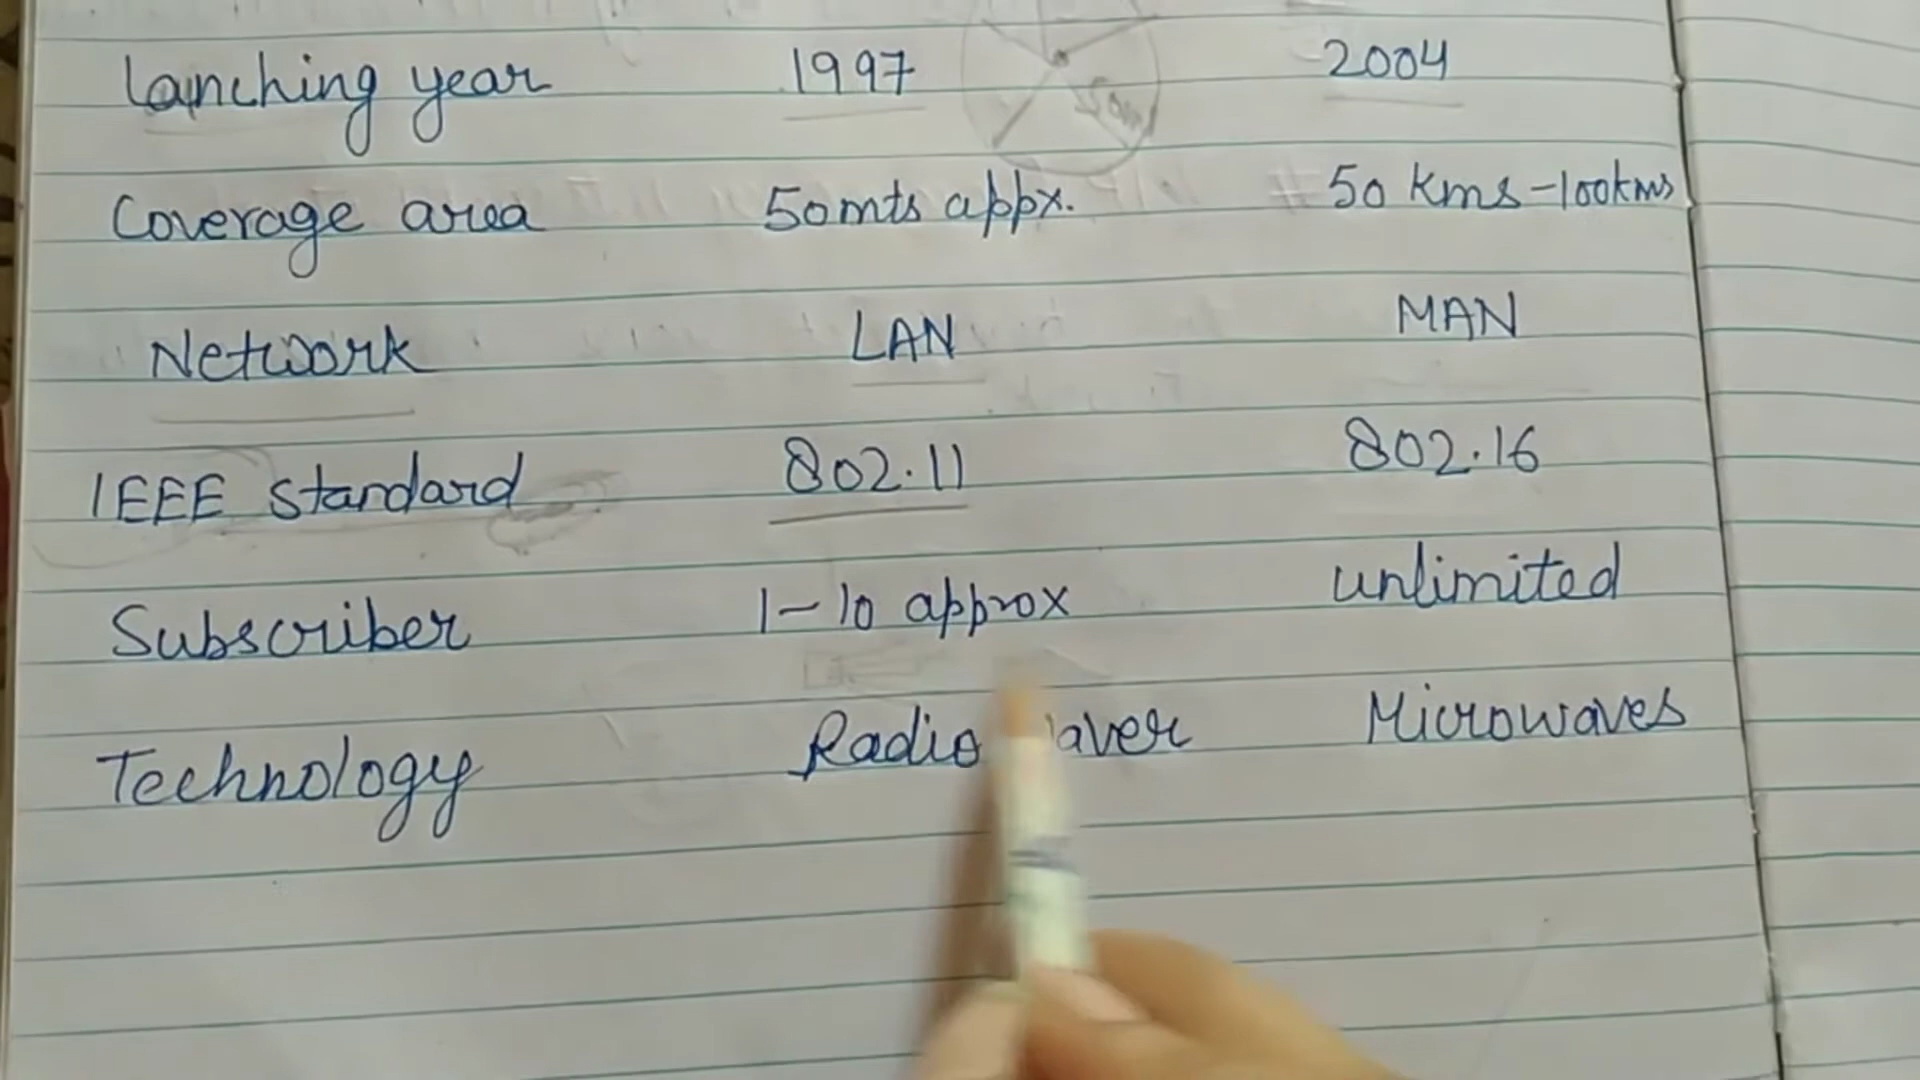 Lanching year 1997 2004
Coverage area 50mts appx. 50 kms-100kms
Network LAN MAN
IEEE standard 802.11 802.16
Subscriber 1-10 approx unlimited
Technology Radio Microwaves